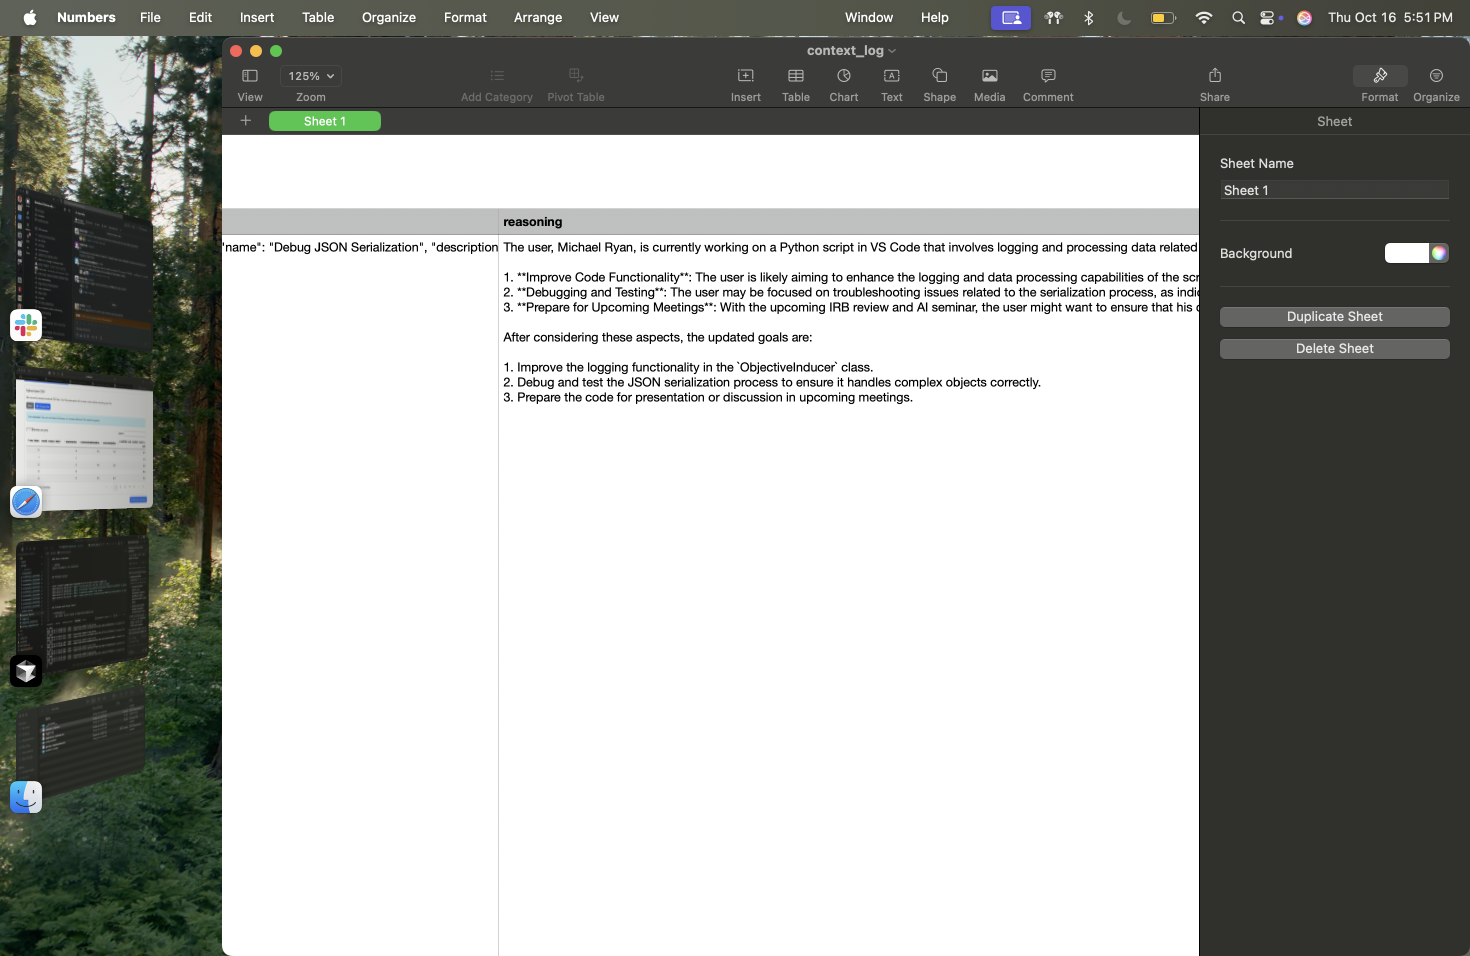 Numbers File Edit Insert Table Organize Format Arrange View Window Help Thu Oct 16 5:51 PM
context_log
125%
View Zoom Add Category Pivot Table Insert Table Chart Text Shape Media Comment Share Format Organize
Sheet 1
Sheet
Sheet Name
Sheet 1
Background
Duplicate Sheet
Delete Sheet
reasoning
"name": "Debug JSON Serialization", "description
The user, Michael Ryan, is currently working on a Python script in VS Code that involves logging and processing data related
1. **Improve Code Functionality**: The user is likely aiming to enhance the logging and data processing capabilities of the scr
2. **Debugging and Testing**: The user may be focused on troubleshooting issues related to the serialization process, as indic
3. **Prepare for Upcoming Meetings**: With the upcoming IRB review and AI seminar, the user might want to ensure that his c
After considering these aspects, the updated goals are:
1. Improve the logging functionality in the `ObjectiveInducer` class.
2. Debug and test the JSON serialization process to ensure it handles complex objects correctly.
3. Prepare the code for presentation or discussion in upcoming meetings.